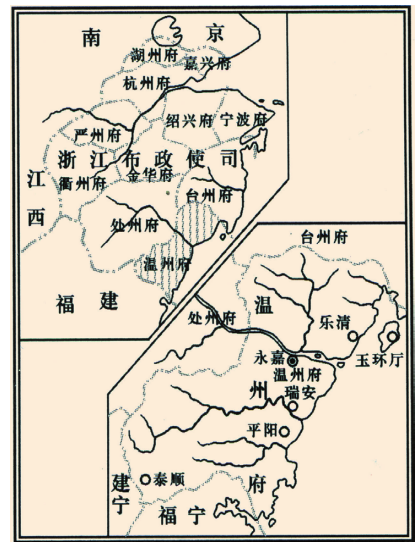 南京
湖州府
嘉兴府
杭州府
绍兴府
宁波府
严州府
浙江布政使司
江西
衢州府
金华府
台州府
处州府
温州府
福建
台州府
温州府
处州府
乐清
玉环厅
永嘉
温州府
瑞安
平阳
泰顺
建宁
福宁